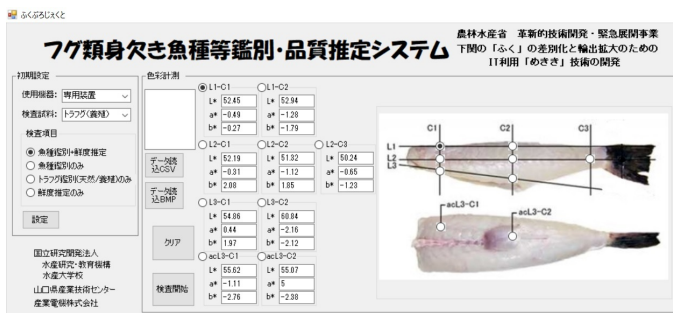 ふくぷろじぇくと
フグ類身欠き魚種等鑑別・品質推定システム
農林水産省 革新的技術開発・緊急展開事業
下関の「ふく」の差別化と輸出拡大のための
IT利用「めきき」技術の開発
初期設定
使用機器: 専用装置
検査試料: トラフグ(養殖)
検査項目
魚種鑑別+鮮度推定
魚種鑑別のみ
トラフグ鑑別(天然/養殖)のみ
鮮度推定のみ
設定
国立研究開発法人
水産研究・教育機構
水産大学校
山口県産業技術センター
産業電機株式会社
色彩計測
データ読
込CSV
データ読
込BMP
クリア
検査開始
L1-C1 L1-C2
L* 52.45 L* 52.94
a* -0.49 a* -1.28
b* -0.27 b* -1.79
L2-C1 L2-C2 L2-C3
L* 52.19 L* 51.32 L* 50.24
a* -0.31 a* -1.12 a* -0.65
b* 2.08 b* 1.85 b* -1.23
L3-C1 L3-C2
L* 54.86 L* 60.84
a* 0.44 a* -2.16
b* 1.97 b* -2.12
acL3-C1 acL3-C2
L* 55.62 L* 55.07
a* -1.11 a* 5
b* -2.76 b* -2.38
C1 C2 C3
L1
L2
L3
acL3-C1
acL3-C2